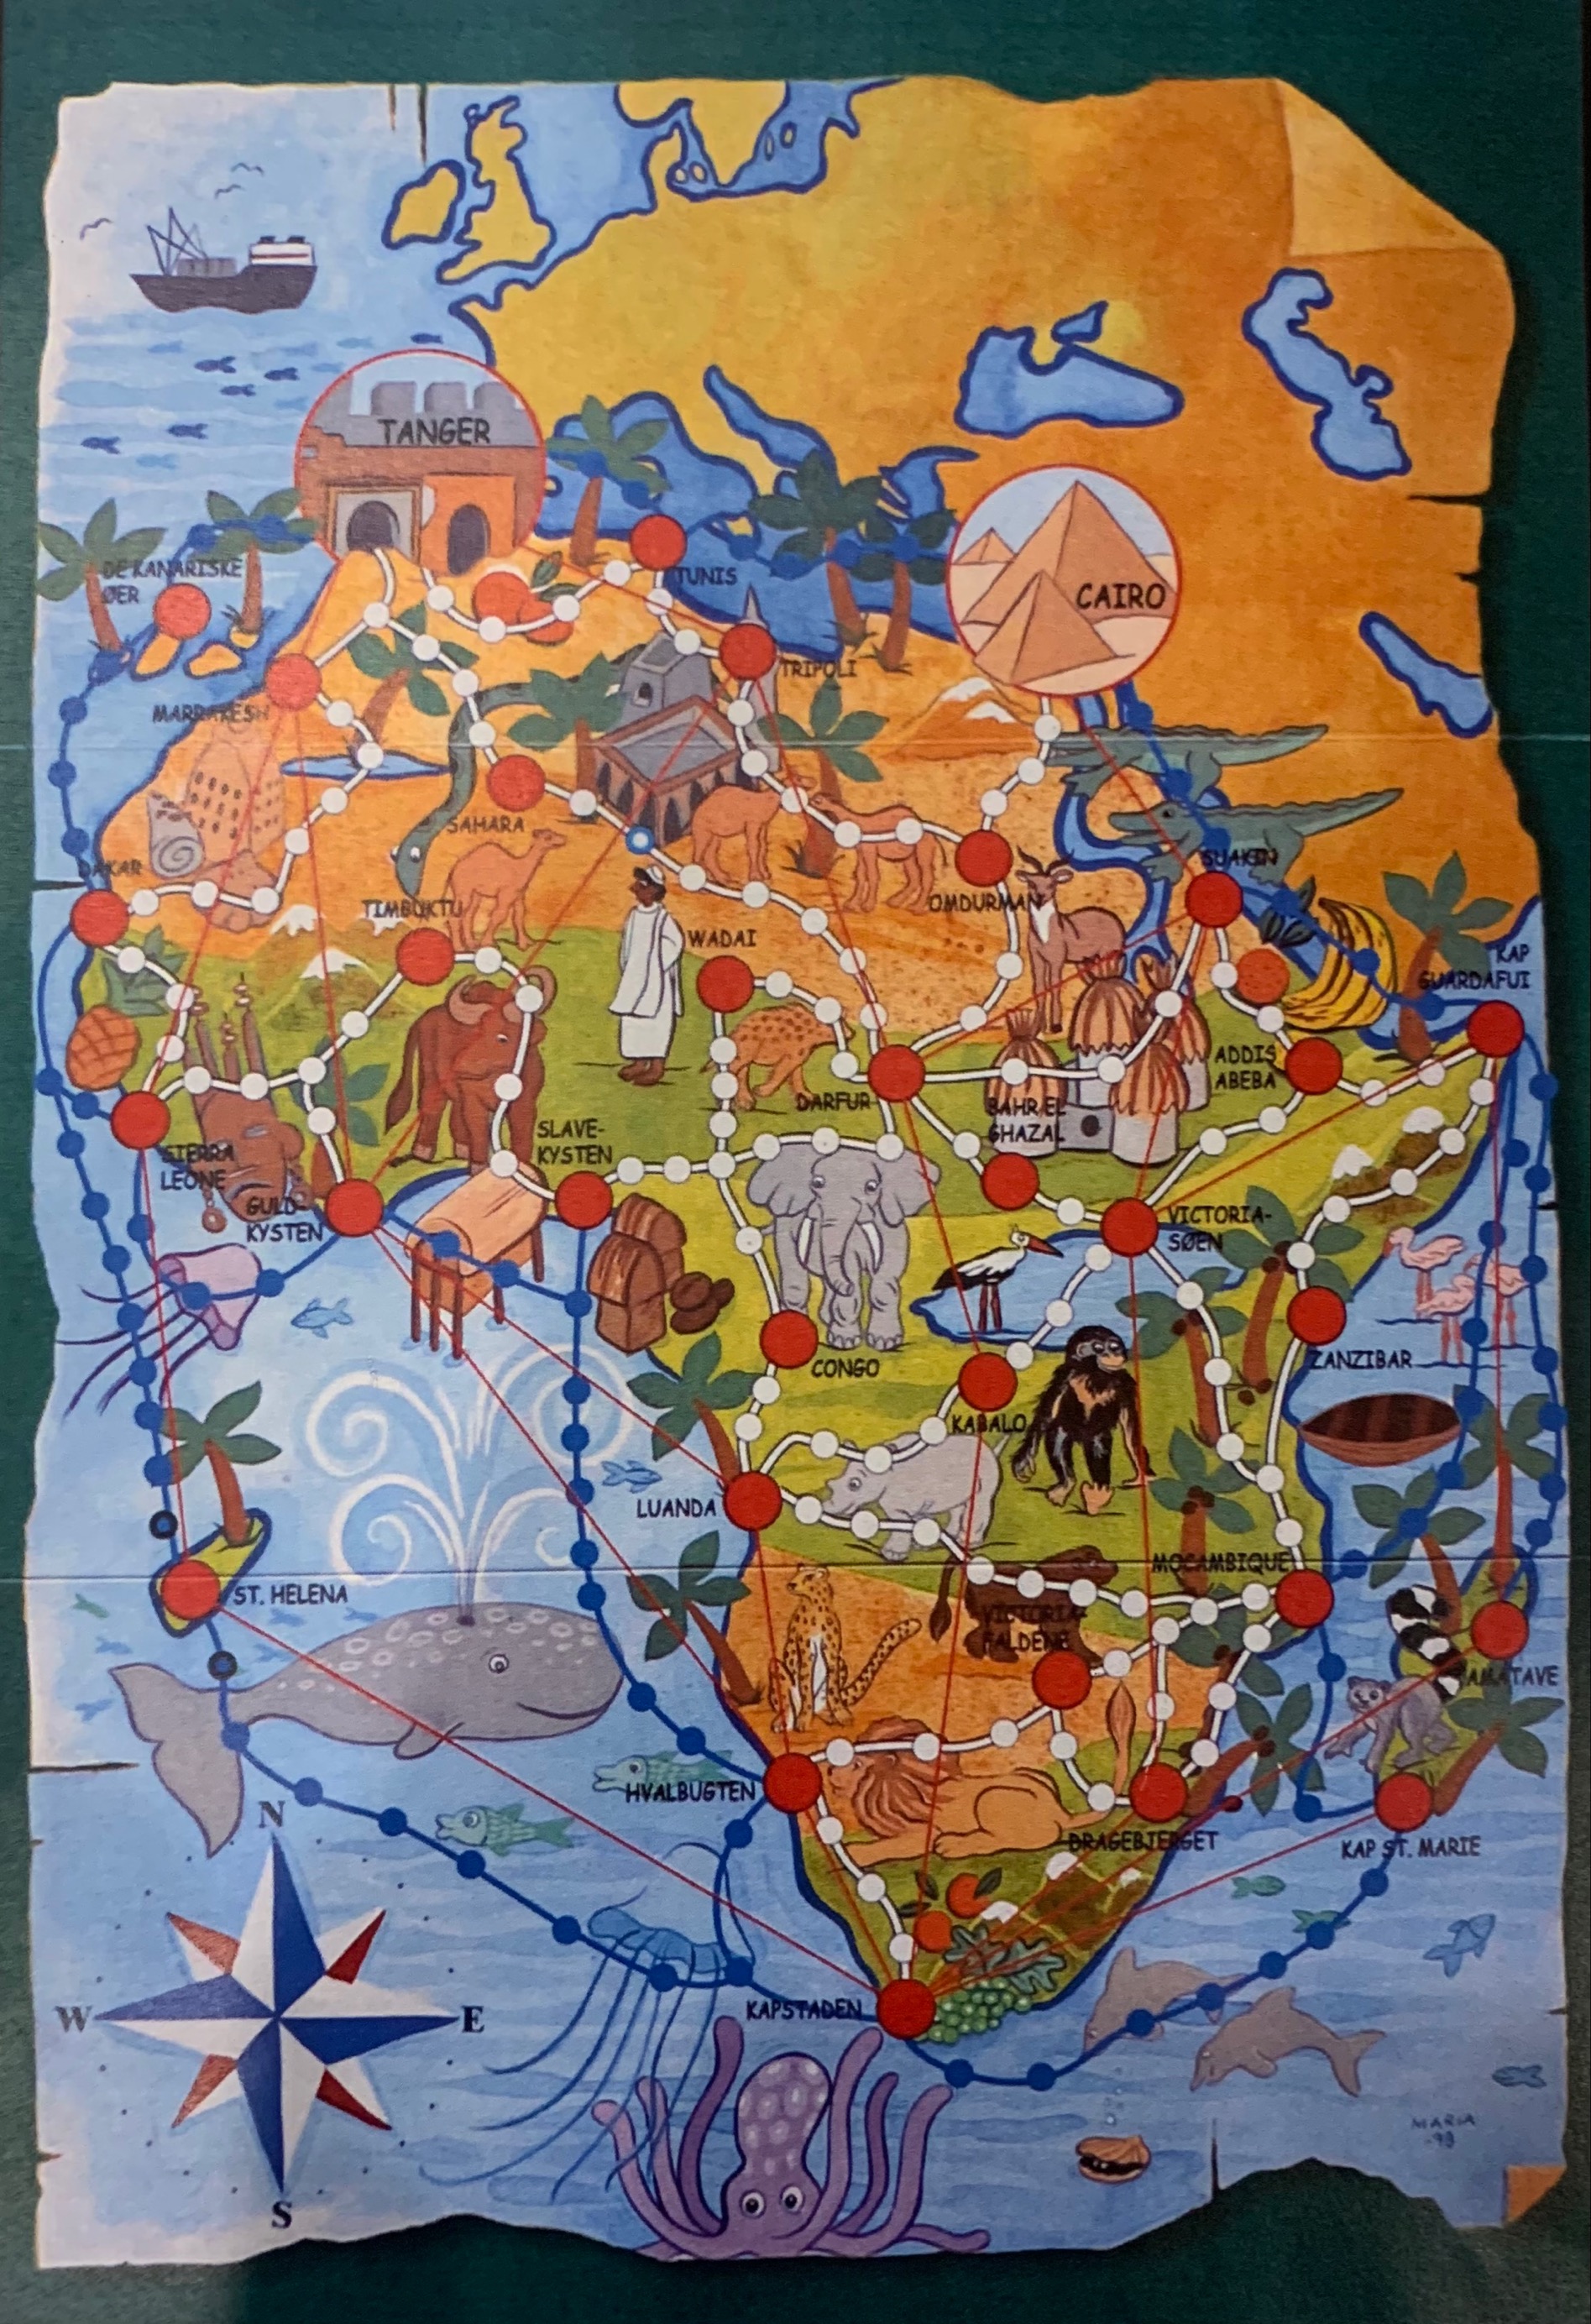 TANGER
CAIRO
DE KANARISKE
ØER
TUNIS
TRIPOLI
MARRAKESH
SAHARA
DAKAR
SUAKIN
TIMBUKTU
OMDURMAN
WADAI
KAP
GUARDAFUI
ADDIS
ABEBA
DARFUR
BAHR EL
GHAZAL
SLAVE-
KYSTEN
SIERRA
LEONE
GULD-
KYSTEN
VICTORIA-
SØEN
ZANZIBAR
CONGO
KABALO
LUANDA
MOCAMBIQUE
ST. HELENA
VICTORIA-
FALDENE
TAMATAVE
HVALBUGTEN
DRAGEBJERGET
KAP ST. MARIE
KAPSTADEN
N
W
E
S
MARIA
-98